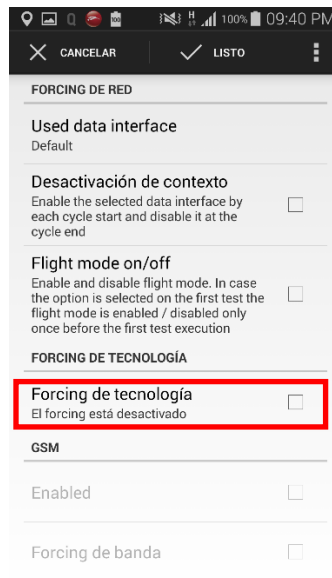 100% 09:40 PM
CANCELAR LISTO
FORCING DE RED
Used data interface
Default
Desactivación de contexto
Enable the selected data interface by
each cycle start and disable it at the
cycle end
Flight mode on/off
Enable and disable flight mode. In case
the option is selected on the first test the
flight mode is enabled / disabled only
once before the first test execution
FORCING DE TECNOLOGÍA
Forcing de tecnología
El forcing está desactivado
GSM
Enabled
Forcing de banda